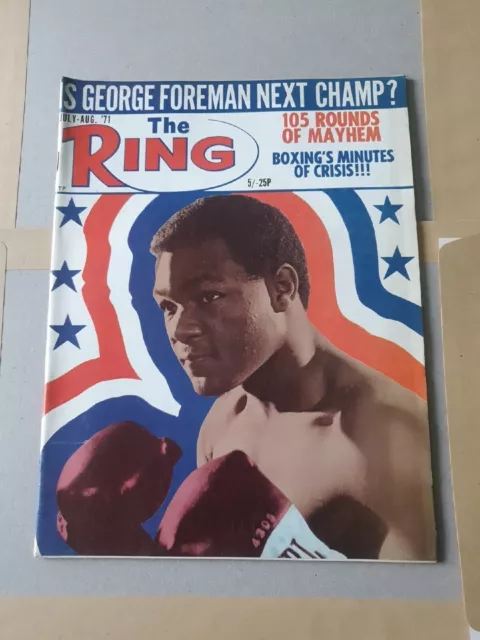 S GEORGE FOREMAN NEXT CHAMP?
JULY-AUG. '71
The
RING
105 ROUNDS
OF MAYHEM
BOXING'S MINUTES
OF CRISIS!!!
5/-25P
4303